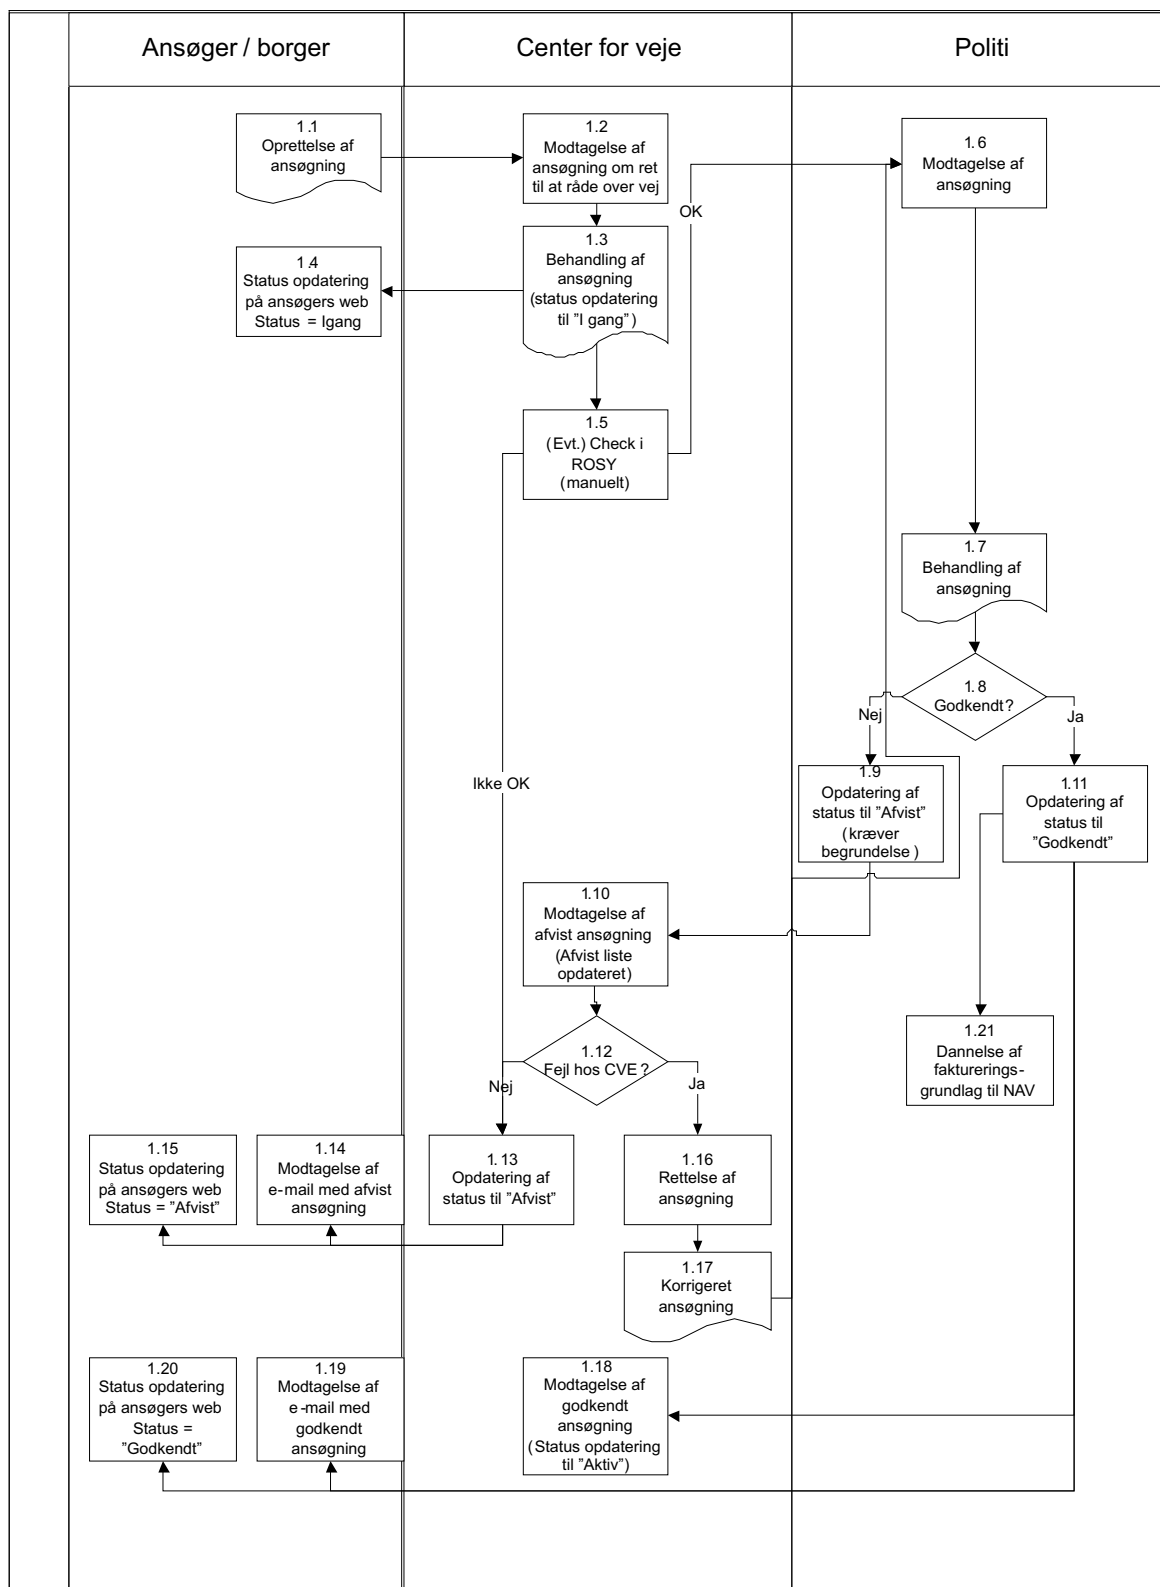 Ansøger / borger
Center for veje
Politi
1.1
Oprettelse af
ansøgning
1.2
Modtagelse af
ansøgning om ret
til at råde over vej
1.6
Modtagelse af
ansøgning
OK
1.3
Behandling af
ansøgning
(status opdatering
til ”I gang”)
1.4
Status opdatering
på ansøgers web
Status = Igang
1.5
(Evt.) Check i
ROSY
(manuelt)
1.7
Behandling af
ansøgning
1.8
Godkendt?
Nej
Ja
Ikke OK
1.9
Opdatering af
status til ”Afvist”
(kræver
begrundelse)
1.11
Opdatering af
status til
”Godkendt”
1.10
Modtagelse af
afvist ansøgning
(Afvist liste
opdateret)
1.12
Fejl hos CVE?
Nej
Ja
1.21
Dannelse af
fakturerings-
grundlag til NAV
1.15
Status opdatering
på ansøgers web
Status = ”Afvist”
1.14
Modtagelse af
e-mail med afvist
ansøgning
1.13
Opdatering af
status til ”Afvist”
1.16
Rettelse af
ansøgning
1.17
Korrigeret
ansøgning
1.20
Status opdatering
på ansøgers web
Status =
”Godkendt”
1.19
Modtagelse af
e-mail med
godkendt
ansøgning
1.18
Modtagelse af
godkendt
ansøgning
(Status opdatering
til ”Aktiv”)